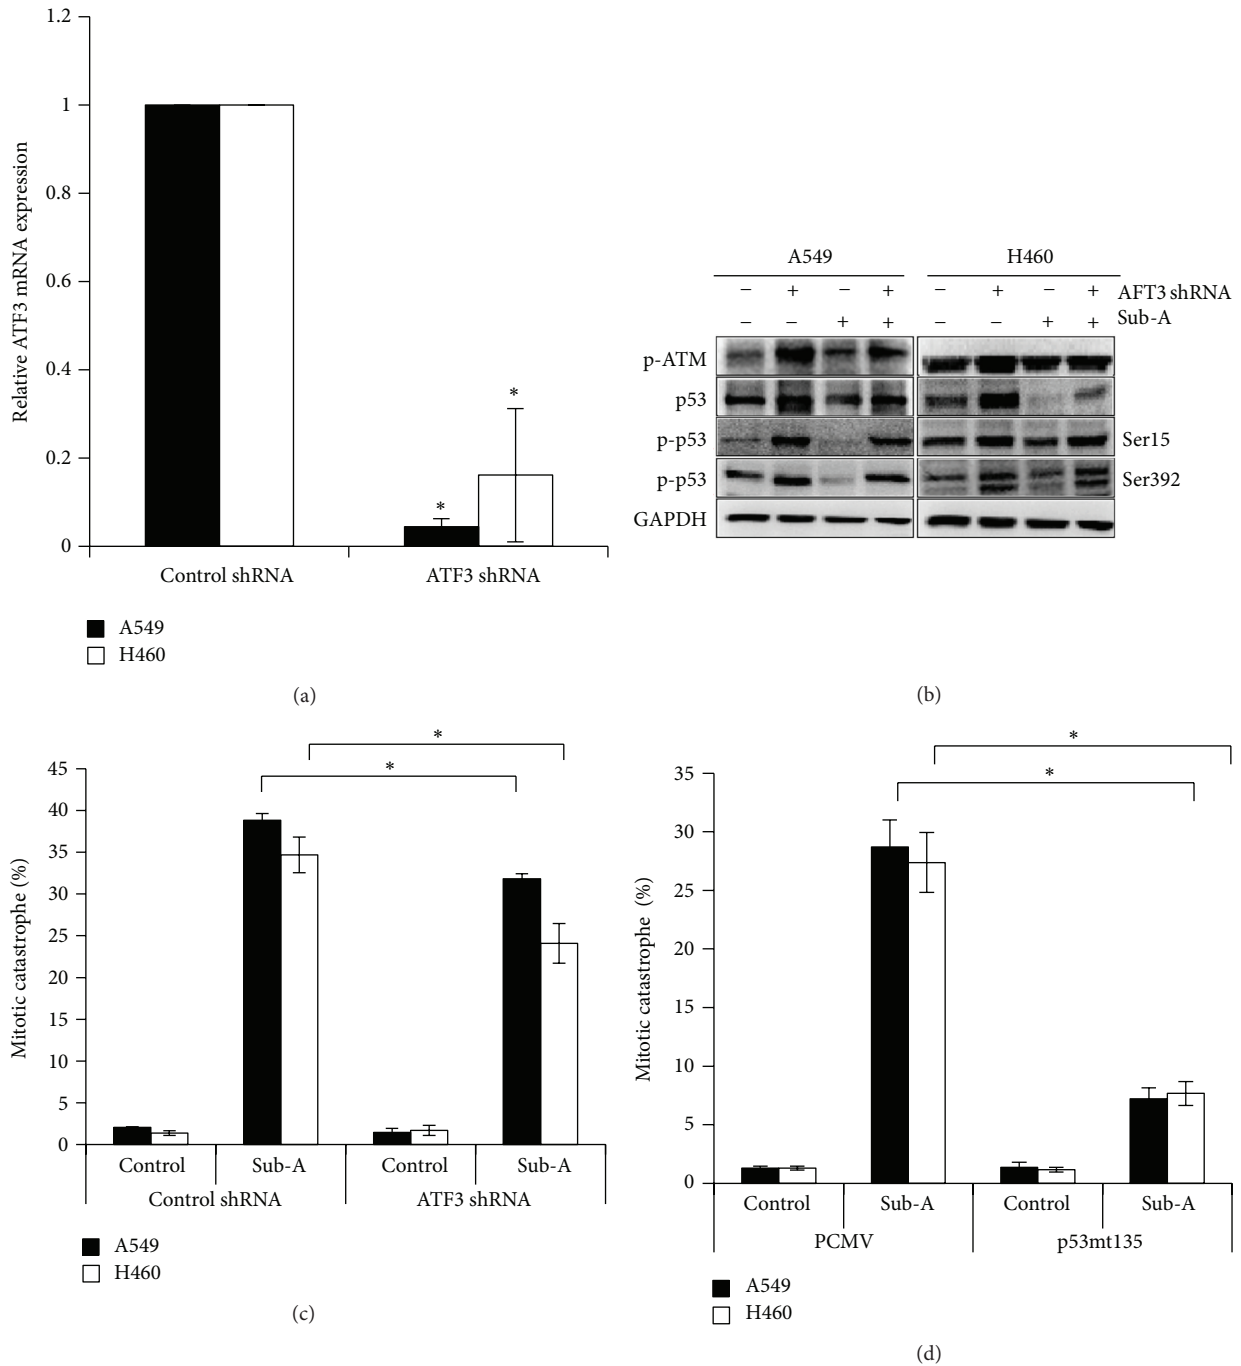 1.2
1
0.8
0.6
0.4
0.2
0
Relative ATF3 mRNA expression
*
*
Control shRNA ATF3 shRNA
A549
H460
(a)
A549 H460
− + − + − + − + AFT3 shRNA
− − + + − − + + Sub-A
p-ATM
p53
p-p53 Ser15
p-p53 Ser392
GAPDH
(b)
*
*
45
40
35
30
25
20
15
10
5
0
Mitotic catastrophe (%)
Control Sub-A Control Sub-A
Control shRNA ATF3 shRNA
A549
H460
(c)
*
*
35
30
25
20
15
10
5
0
Mitotic catastrophe (%)
Control Sub-A Control Sub-A
PCMV p53mt135
A549
H460
(d)